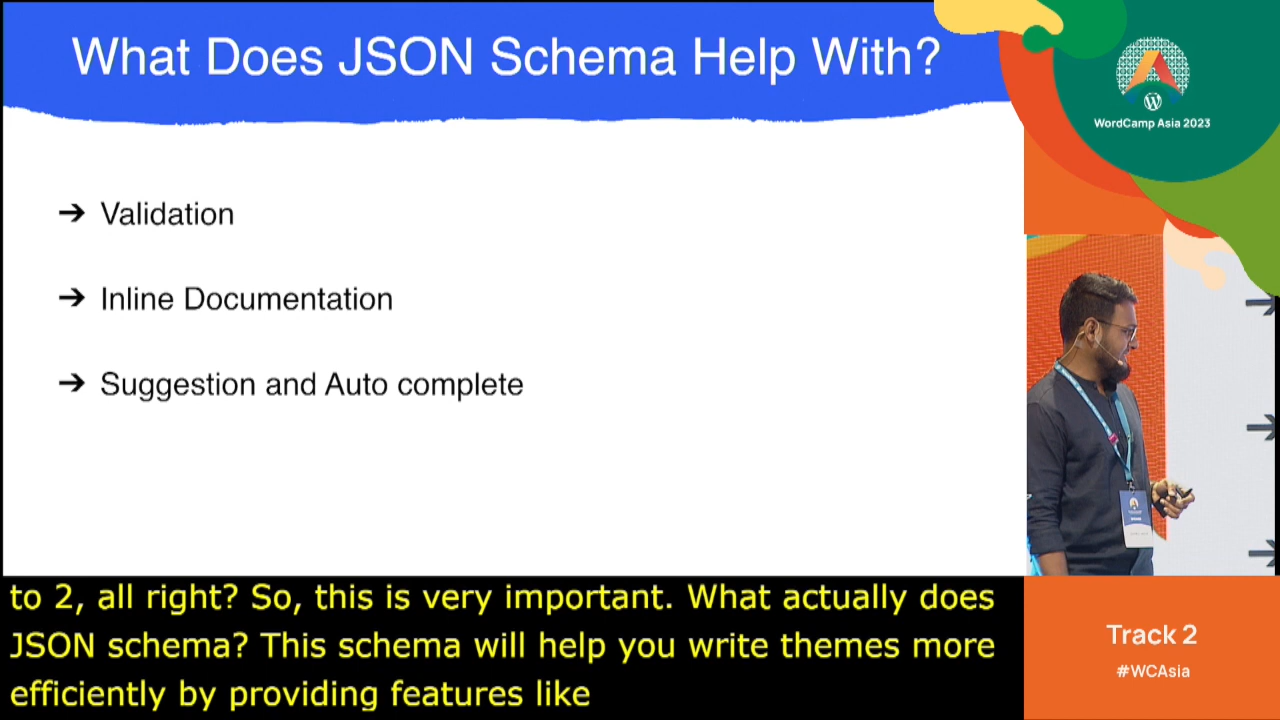 What Does JSON Schema Help With?
➔ Validation
➔ Inline Documentation
➔ Suggestion and Auto complete
WordCamp Asia 2023
to 2, all right? So, this is very important. What actually does
JSON schema? This schema will help you write themes more
efficiently by providing features like
Track 2
#WCAsia